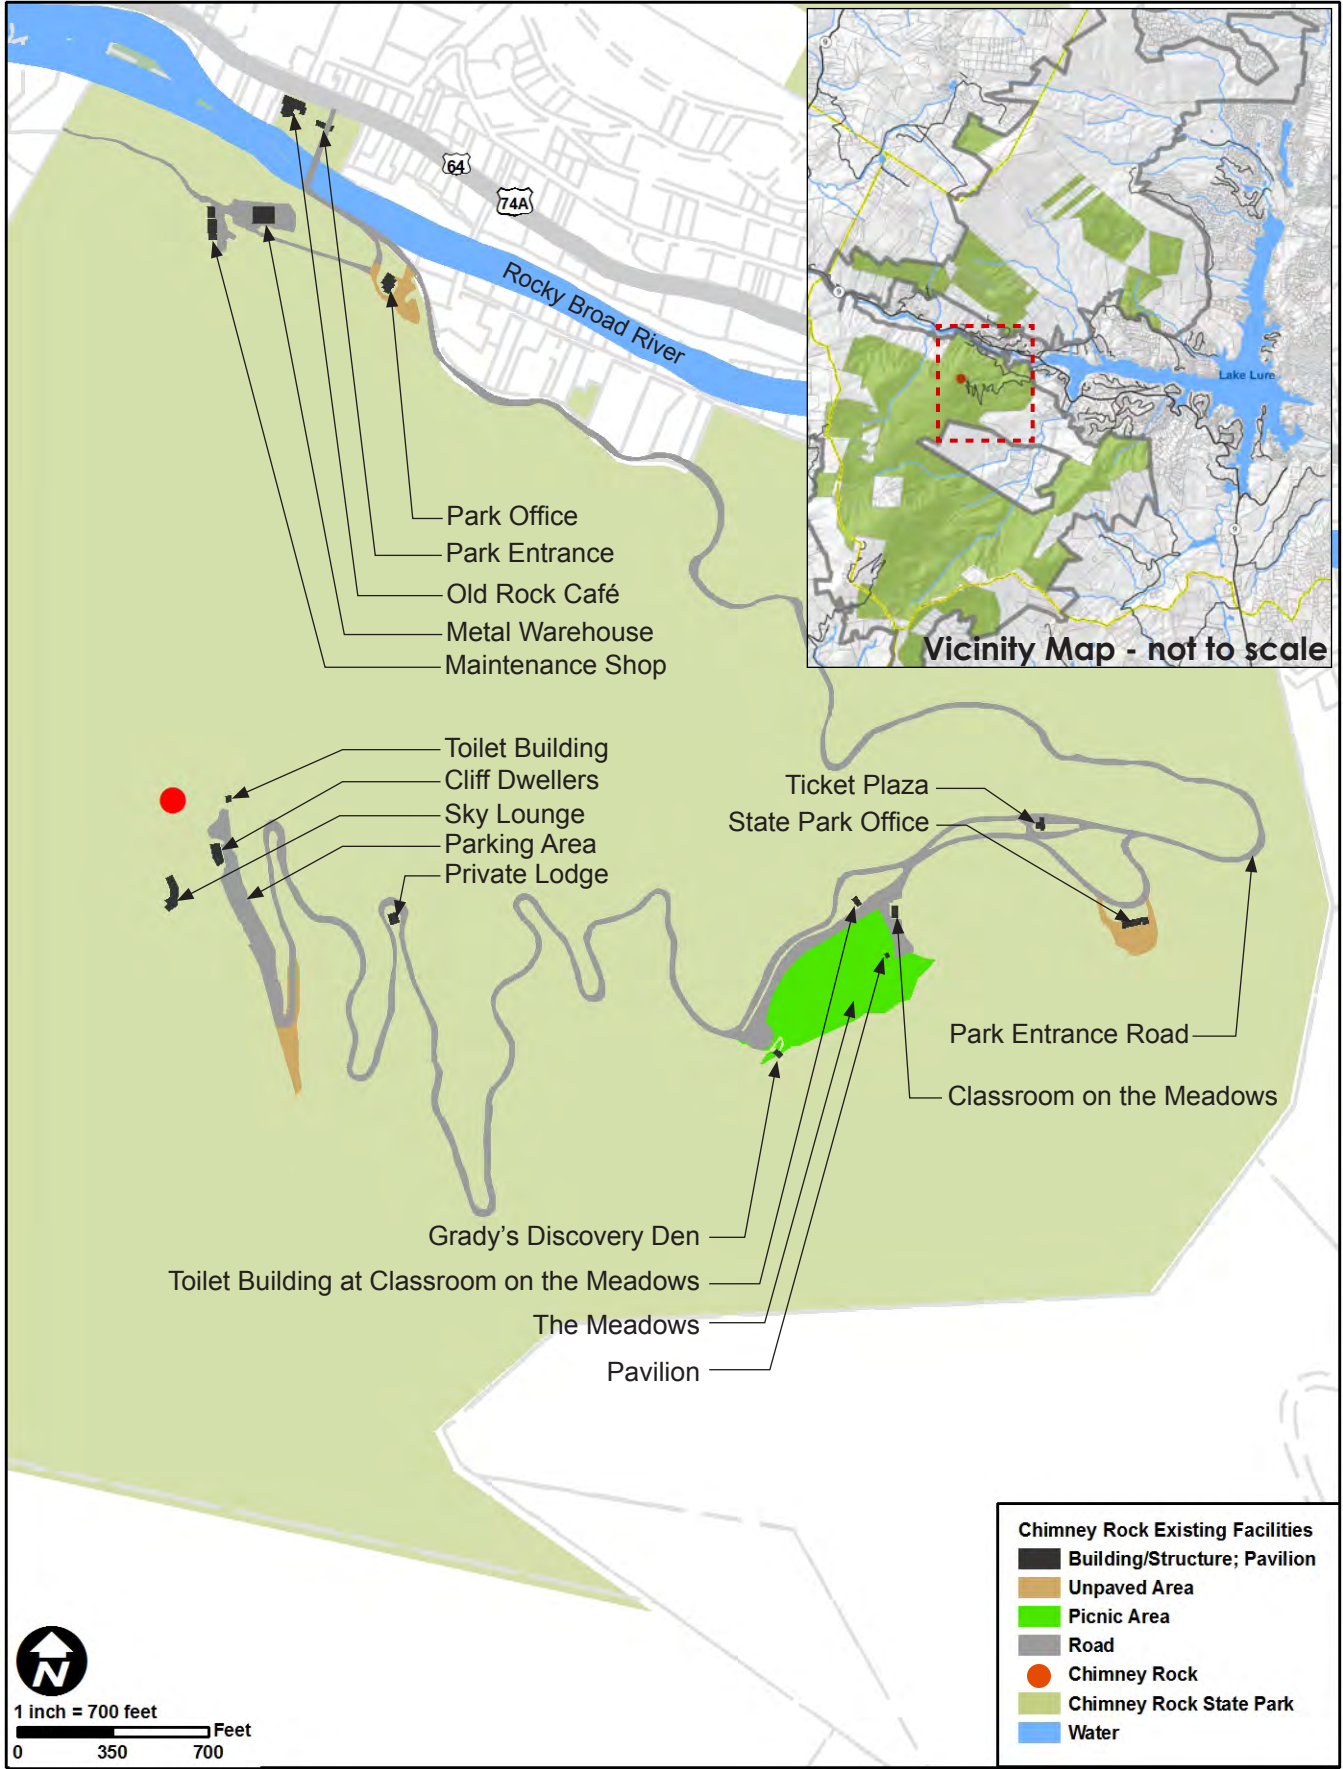 64
74A
Rocky Broad River
9
9
9
Lake Lure
Vicinity Map - not to scale
Park Office
Park Entrance
Old Rock Café
Metal Warehouse
Maintenance Shop
Toilet Building
Cliff Dwellers
Sky Lounge
Parking Area
Private Lodge
Ticket Plaza
State Park Office
Park Entrance Road
Classroom on the Meadows
Grady’s Discovery Den
Toilet Building at Classroom on the Meadows
The Meadows
Pavilion
Chimney Rock Existing Facilities
Building/Structure; Pavilion
Unpaved Area
Picnic Area
Road
Chimney Rock
Chimney Rock State Park
Water
N
1 inch = 700 feet
Feet
0 350 700